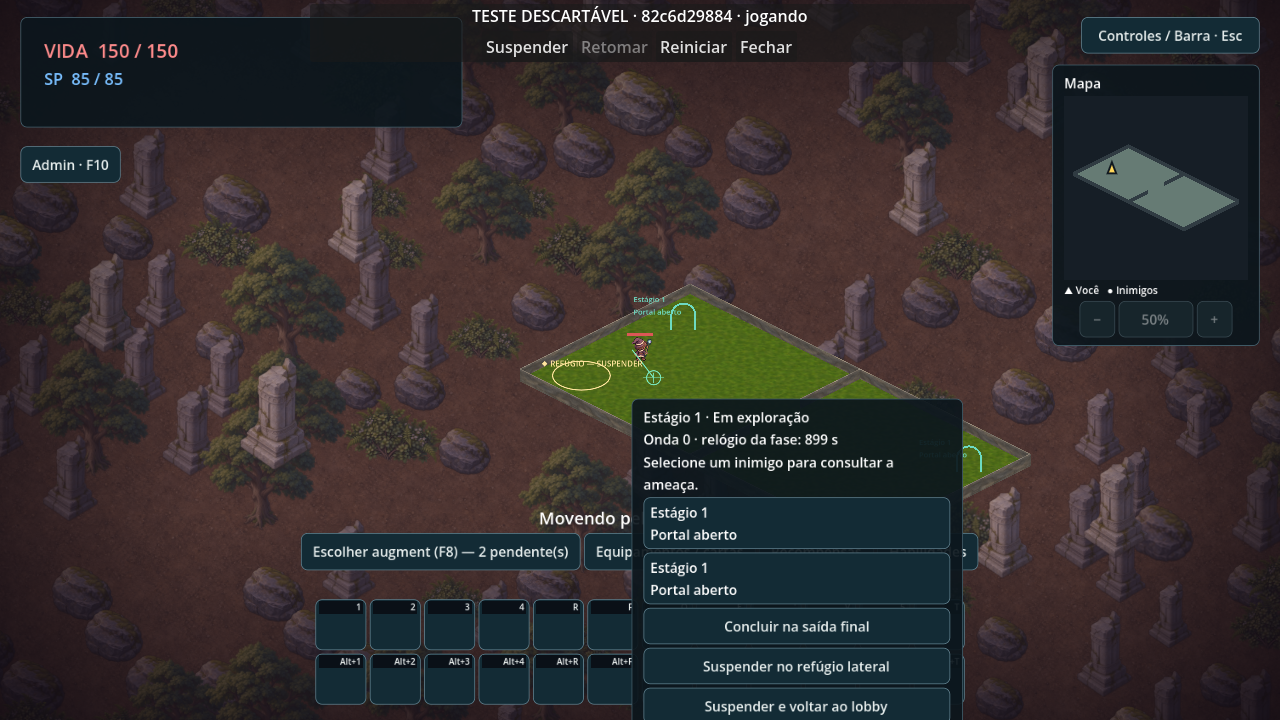 TESTE DESCARTÁVEL · 82c6d29884 · jogando
Suspender Retomar Reiniciar Fechar
VIDA 150 / 150
SP 85 / 85
Admin · F10
Controles / Barra · Esc
Mapa
▲ Você ● Inimigos
− 50% +
Estágio 1
Portal aberto
◆ REFÚGIO — SUSPENDER
Estágio 1 · Em exploração
Onda 0 · relógio da fase: 899 s
Selecione um inimigo para consultar a
ameaça.
Estágio 1
Portal aberto
Estágio 1
Portal aberto
Concluir na saída final
Suspender no refúgio lateral
Suspender e voltar ao lobby
Movendo
Escolher augment (F8) — 2 pendente(s)
1 2 3 4 R
Alt+1 Alt+2 Alt+3 Alt+4 Alt+R